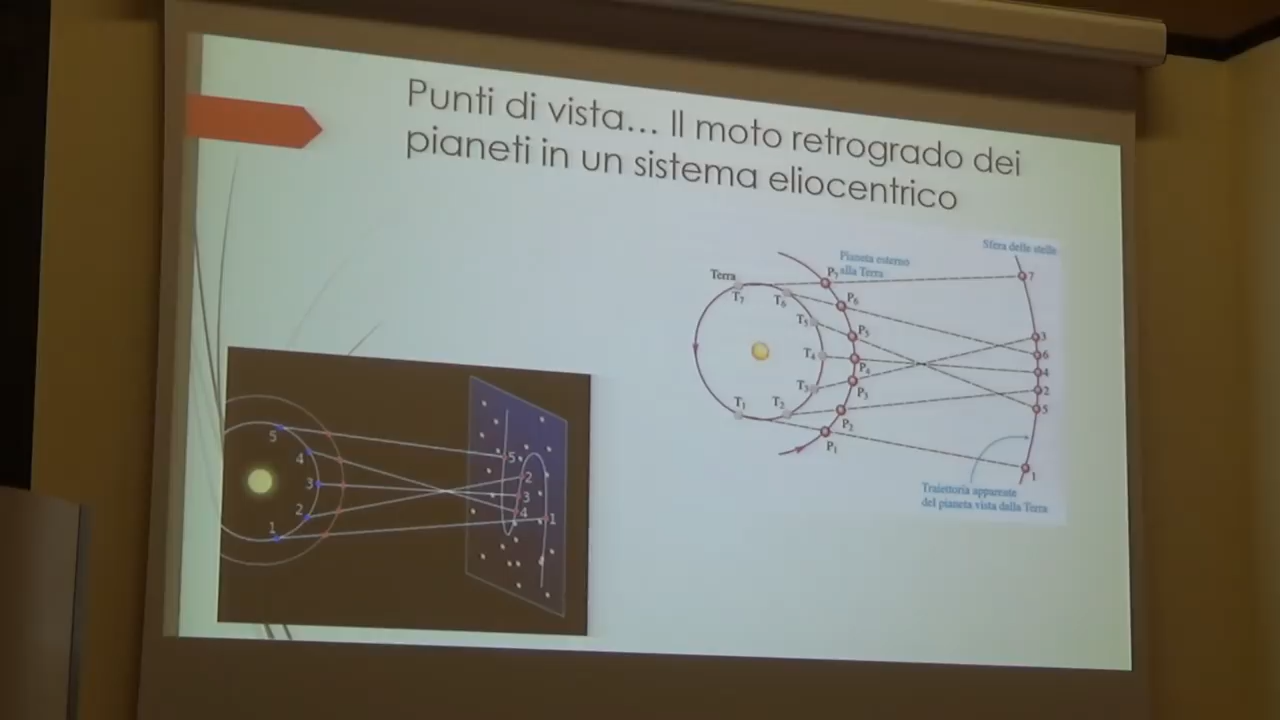 Punti di vista... Il moto retrogrado dei
pianeti in un sistema eliocentrico
Sfera delle stelle
Pianeta esterno
alla Terra
Terra
T7
T6
T5
T4
T3
T2
T1
P7
P6
P5
P4
P3
P2
P1
7
3
6
4
2
5
1
Traiettoria apparente
del pianeta vista dalla Terra
5
4
3
2
1
5
2
3
4
1